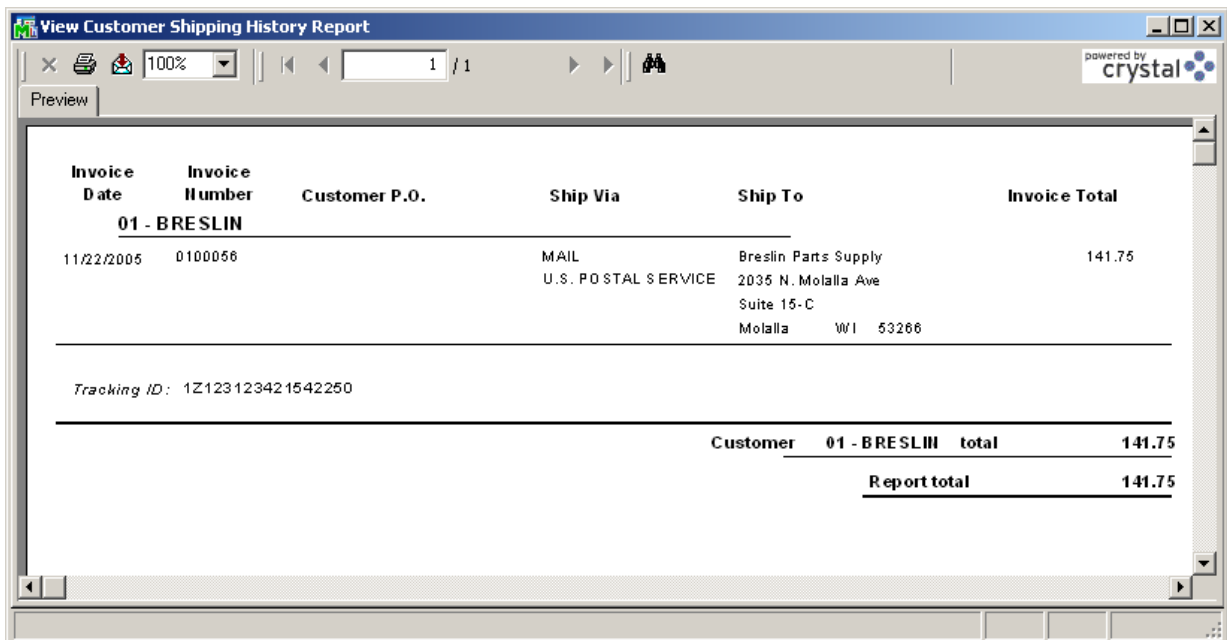 View Customer Shipping History Report
100% 1 / 1 powered by crystal
Preview
Invoice Date Invoice Number Customer P.O. Ship Via Ship To Invoice Total
01 - BRESLIN
11/22/2005 0100056 MAIL Breslin Parts Supply 141.75
U.S. POSTAL SERVICE 2035 N. Molalla Ave
Suite 15-C
Molalla WI 53266
Tracking ID: 1Z123123421542250
Customer 01 - BRESLIN total 141.75
Report total 141.75